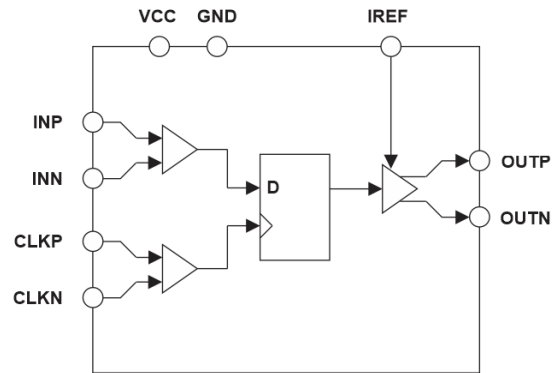 VCC GND IREF
INP
INN
CLKP
CLKN
D
OUTP
OUTN